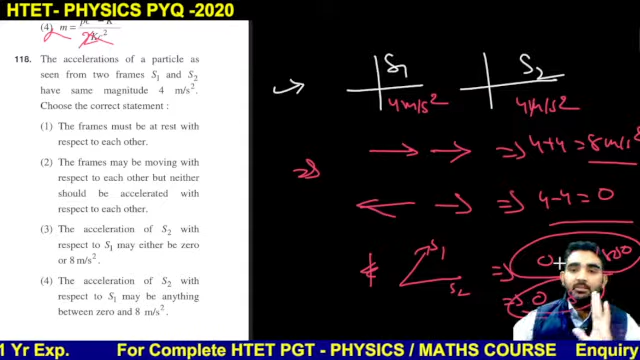 HTET- PHYSICS PYQ -2020
(4) m = pc² - K / 2Kc²
118. The accelerations of a particle as
seen from two frames S₁ and S₂
have same magnitude 4 m/s².
Choose the correct statement :
(1) The frames must be at rest with
respect to each other.
(2) The frames may be moving with
respect to each other but neither
should be accelerated with
respect to each other.
(3) The acceleration of S₂ with
respect to S₁ may either be zero
or 8 m/s².
(4) The acceleration of S₂ with
respect to S₁ may be anything
between zero and 8 m/s².
S₁ S₂
4m/s² 4m/s²
⇒ 4+4 = 8m/s²
⇒ 4-4 = 0
S₁
S₂
⇒ 0
⇒ 0
1 Yr Exp. For Complete HTET PGT - PHYSICS / MATHS COURSE Enquiry